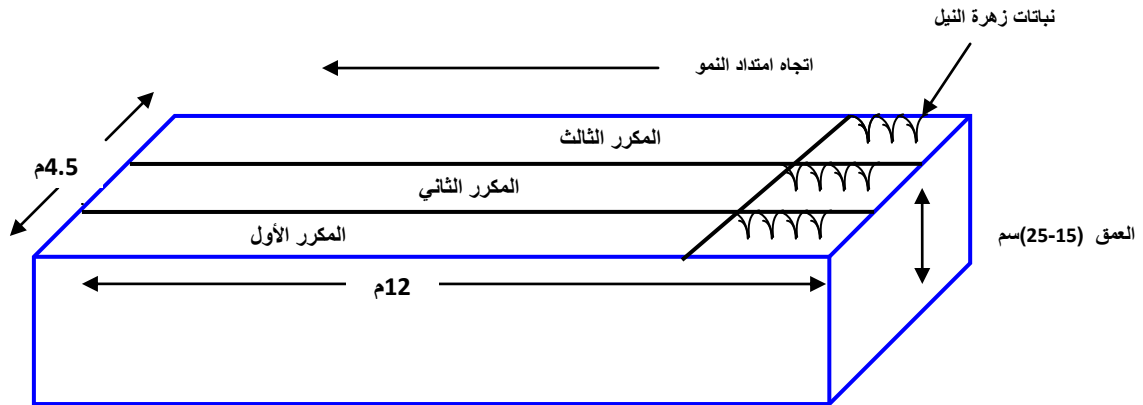 نباتات زهرة النيل
اتجاه امتداد النمو
المكرر الثالث
4.5م
المكرر الثاني
المكرر الأول
العمق (15-25)سم
12م